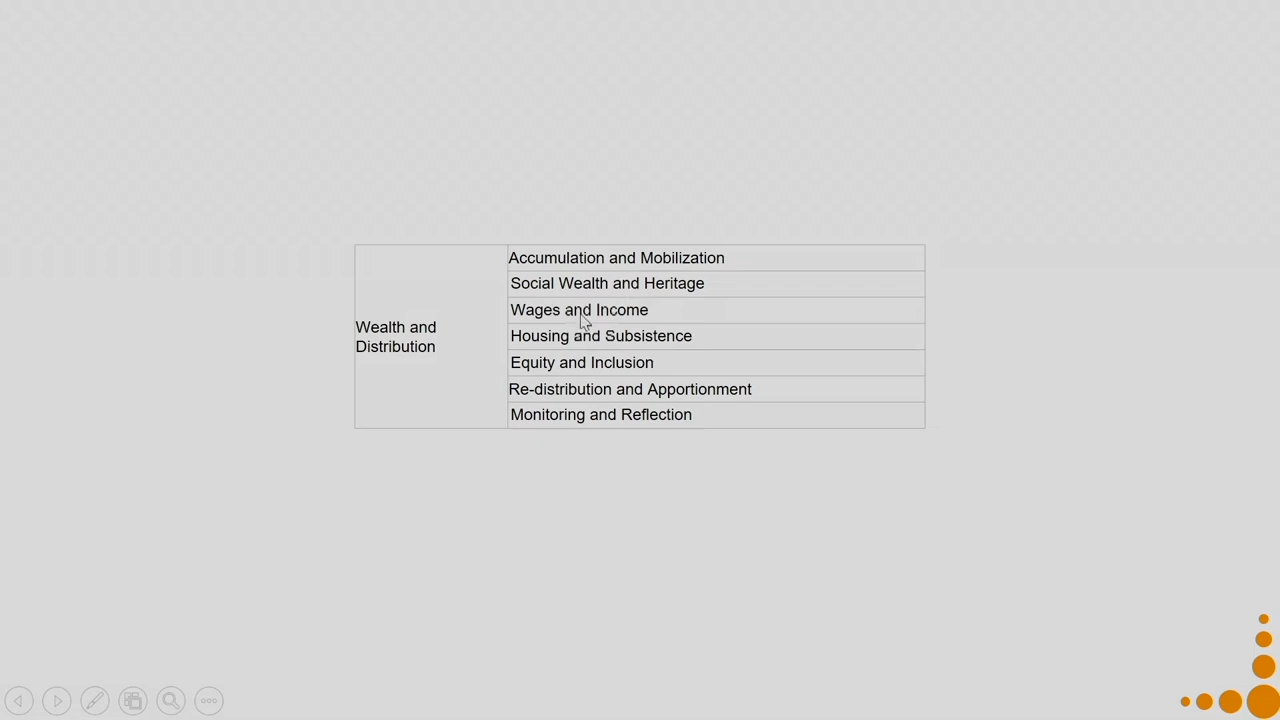 Accumulation and Mobilization
Social Wealth and Heritage
Wages and Income
Wealth and
Distribution
Housing and Subsistence
Equity and Inclusion
Re-distribution and Apportionment
Monitoring and Reflection